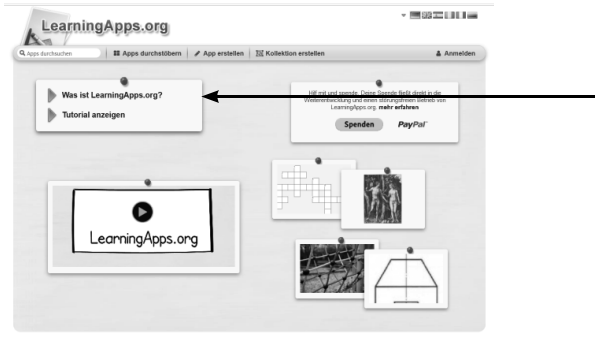 LearningApps.org
Apps durchsuchen
Apps durchstöbern
App erstellen
Kollektion erstellen
Anmelden
Was ist LearningApps.org?
Tutorial anzeigen
Hilf mit und spende. Deine Spende fließt direkt in die
Weiterentwicklung und einen störungsfreien Betrieb von
LearningApps.org. mehr erfahren
Spenden
PayPal
LearningApps.org